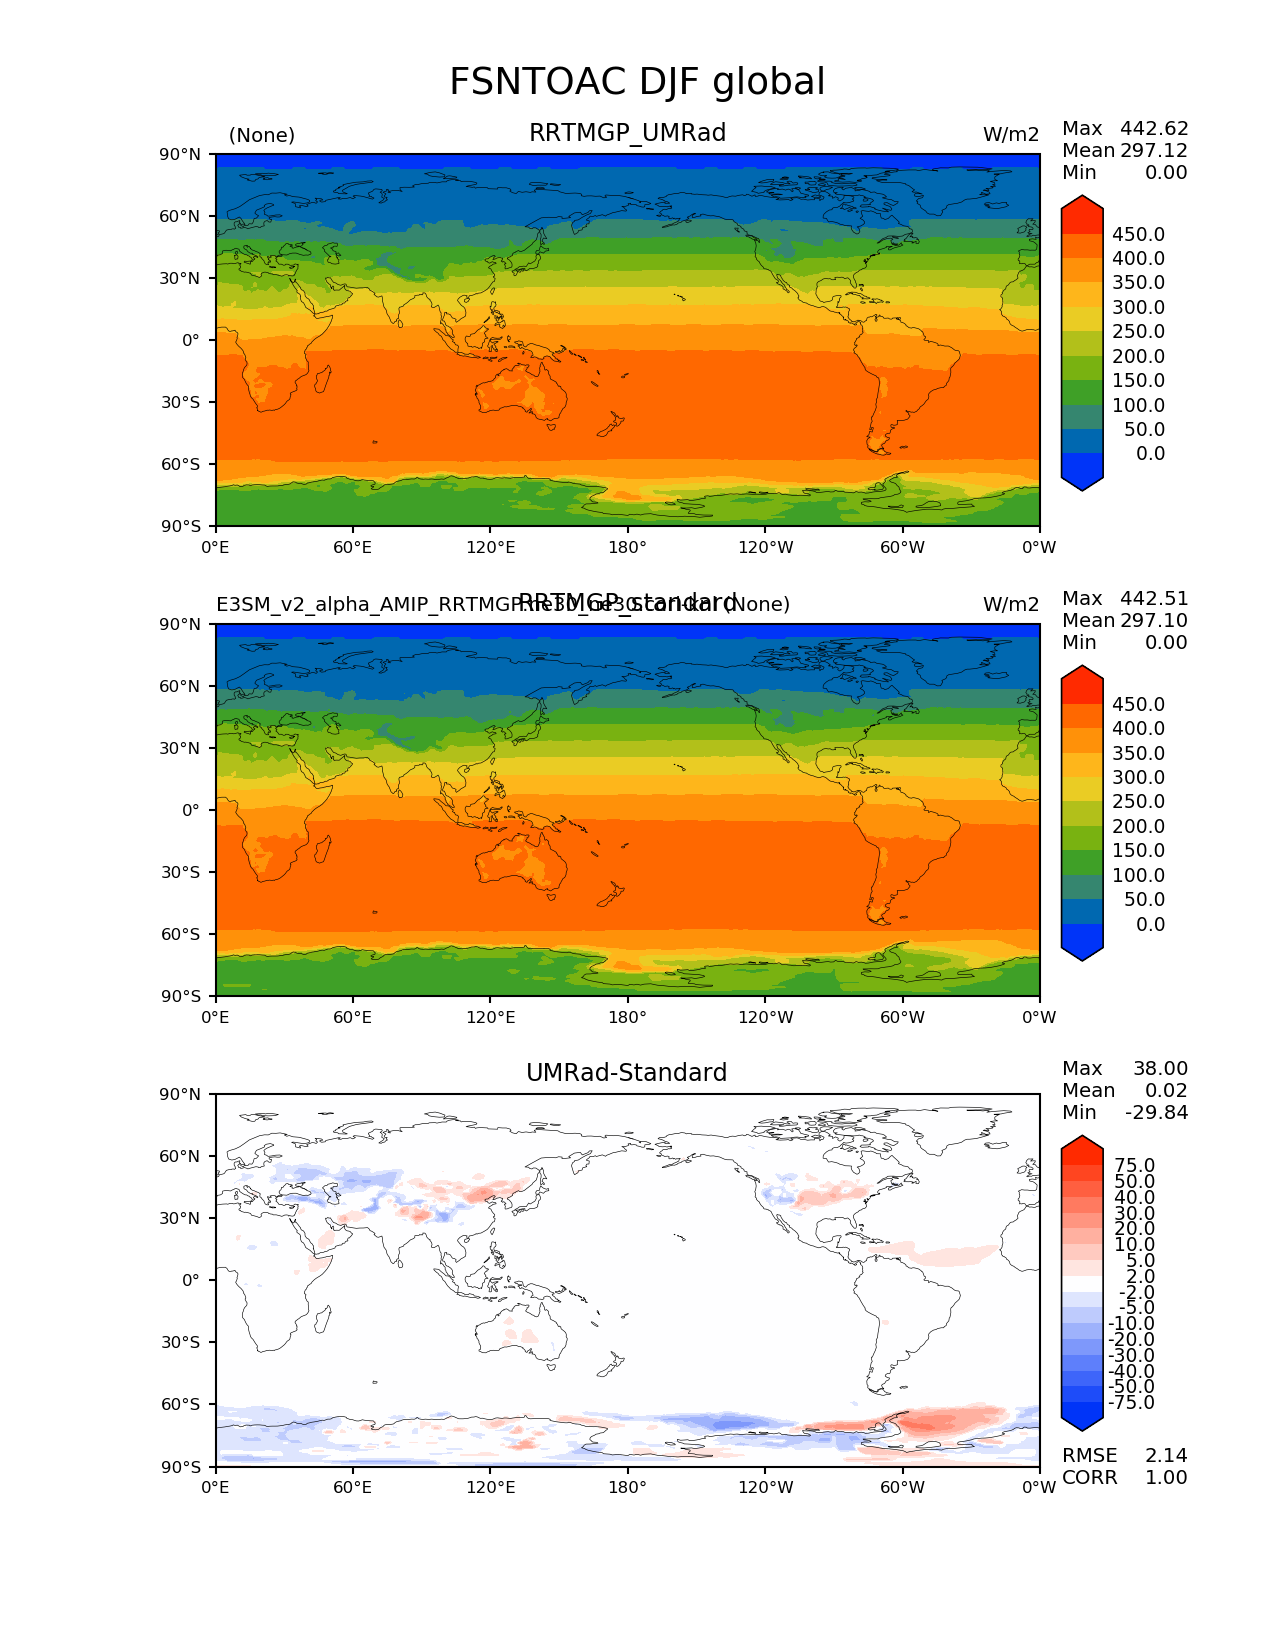 FSNTOAC DJF global
(None) RRTMGP_UMRad W/m2
Max 442.62
Mean 297.12
Min 0.00
90°N
60°N
30°N
0°
30°S
60°S
90°S
0°E 60°E 120°E 180° 120°W 60°W 0°W
450.0
400.0
350.0
300.0
250.0
200.0
150.0
100.0
50.0
0.0
RRTMGP_standard W/m2
E3SM_v2_alpha_AMIP_RRTMGP (None)
Max 442.51
Mean 297.10
Min 0.00
90°N
60°N
30°N
0°
30°S
60°S
90°S
0°E 60°E 120°E 180° 120°W 60°W 0°W
450.0
400.0
350.0
300.0
250.0
200.0
150.0
100.0
50.0
0.0
UMRad-Standard
Max 38.00
Mean 0.02
Min -29.84
90°N
60°N
30°N
0°
30°S
60°S
90°S
0°E 60°E 120°E 180° 120°W 60°W 0°W
75.0
50.0
40.0
30.0
20.0
10.0
5.0
2.0
-2.0
-5.0
-10.0
-20.0
-30.0
-40.0
-50.0
-75.0
RMSE 2.14
CORR 1.00